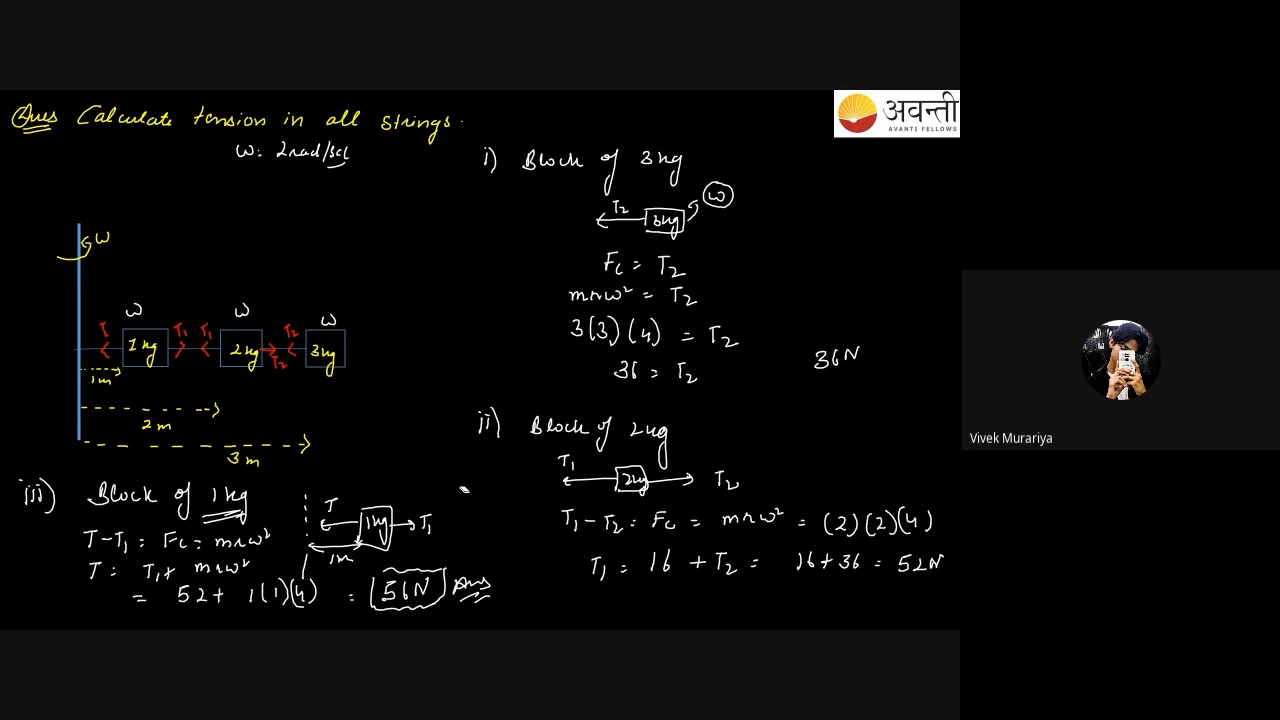 Ques Calculate tension in all strings.
ω: 2rad/sec
अवन्ती
AVANTI FELLOWS
i) Block of 3kg
T2 3kg ω
Fc = T2
mrω² = T2
3(3)(4) = T2
36 = T2
36N
ω
ω ω ω
T T1 T1 T2 T2
1kg 2kg 3kg
1m
2m
3m
ii) Block of 2kg
T1 2kg T2
T1-T2 = Fc = mrω² = (2)(2)(4)
T1 = 16 + T2 = 16+36 = 52N
iii) Block of 1kg
T 1kg T1
1m
T-T1 = Fc = mrω²
T = T1+ mrω²
= 52+ 1(1)(4) = 56N Ans
Vivek Murariya